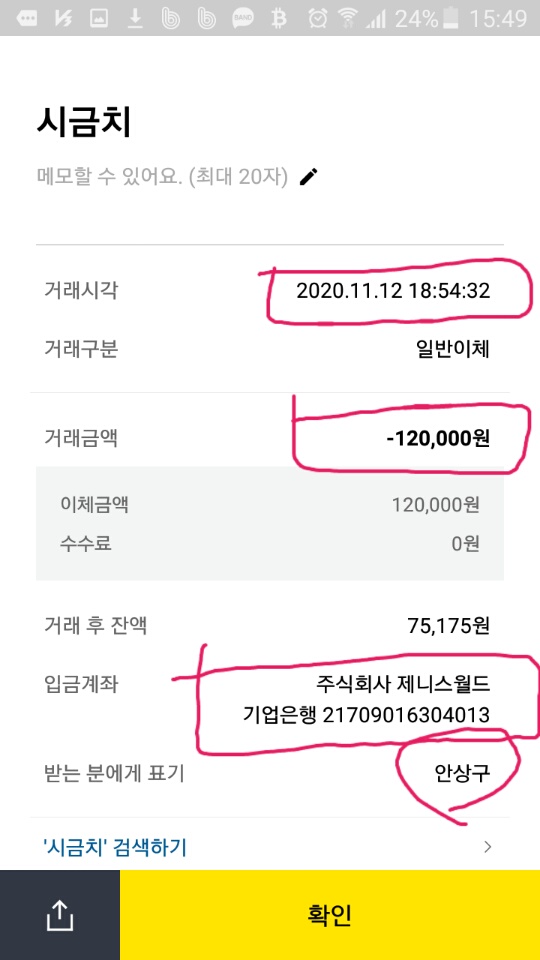 24% 15:49
시금치
메모할 수 있어요. (최대 20자)
거래시각 2020.11.12 18:54:32
거래구분 일반이체
거래금액 -120,000원
이체금액 120,000원
수수료 0원
거래 후 잔액 75,175원
입금계좌 주식회사 제니스월드
기업은행 21709016304013
받는 분에게 표기 안상구
'시금치' 검색하기
확인